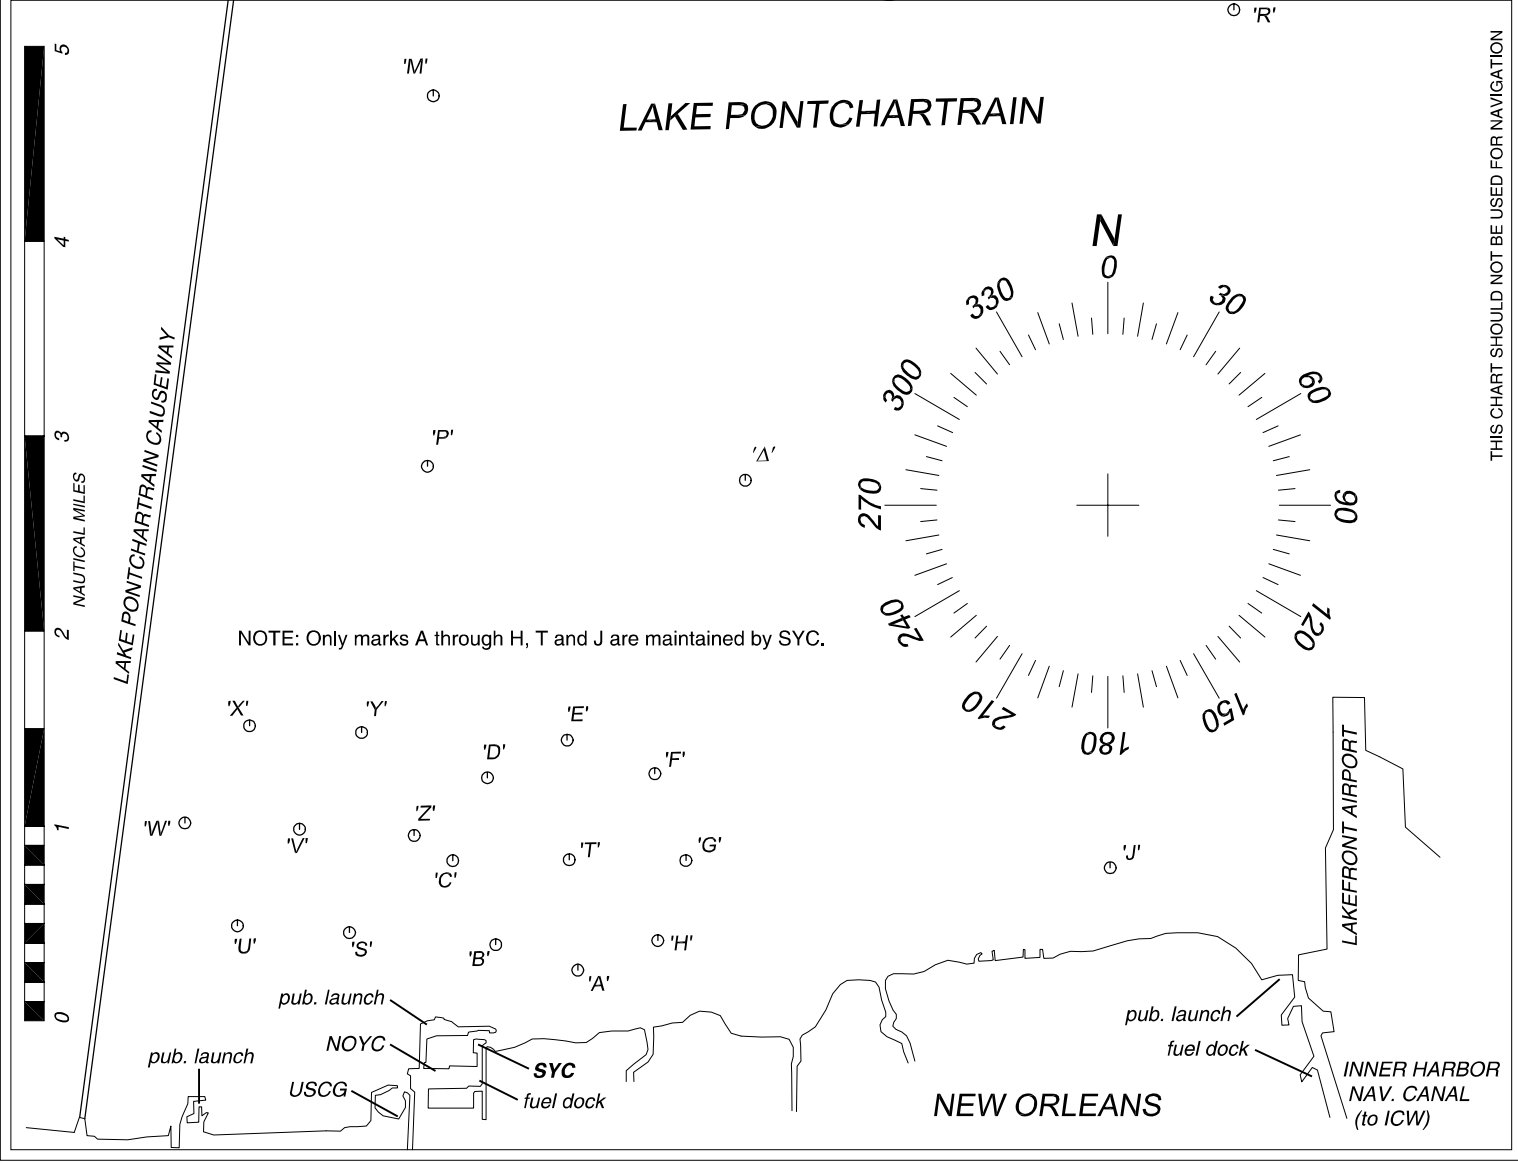 'R'
5
'M'
LAKE PONTCHARTRAIN
THIS CHART SHOULD NOT BE USED FOR NAVIGATION
4
N
0
30
60
90
120
150
180
210
240
270
300
330
LAKE PONTCHARTRAIN CAUSEWAY
3
'P'
'Δ'
NAUTICAL MILES
2
NOTE: Only marks A through H, T and J are maintained by SYC.
'X'
'Y'
'E'
'D'
'F'
LAKEFRONT AIRPORT
'W'
'V'
'Z'
1
'C'
'T'
'G'
'J'
'U'
'S'
'B'
'H'
'A'
0
pub. launch
pub. launch
NOYC
pub. launch
fuel dock
SYC
USCG
fuel dock
NEW ORLEANS
INNER HARBOR
NAV. CANAL
(to ICW)